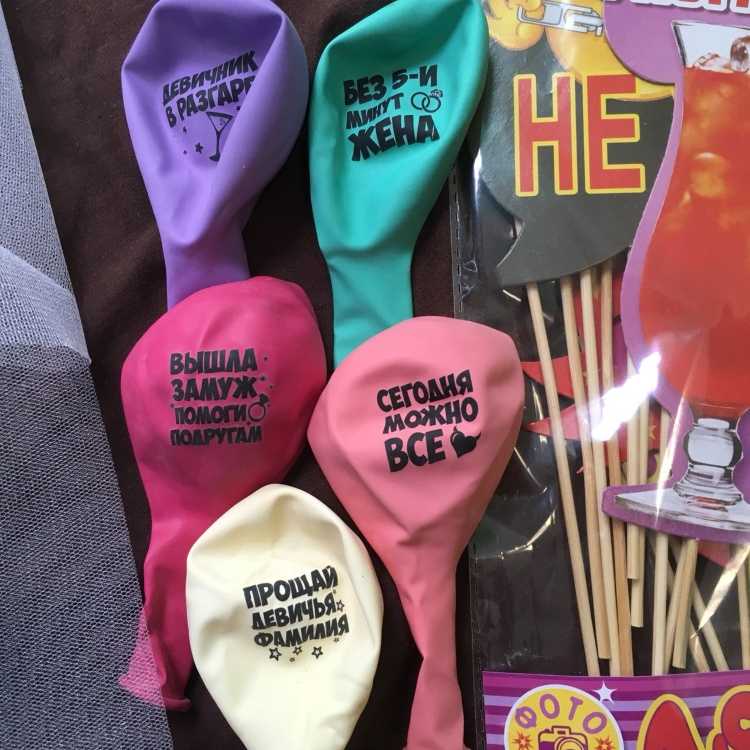 ДЕВИЧНИК
В РАЗГАРЕ
БЕЗ 5-И
МИНУТ
ЖЕНА
НЕ
ВЫШЛА
ЗАМУЖ
ПОМОГИ
ПОДРУГАМ
СЕГОДНЯ
МОЖНО
ВСЕ
ПРОЩАЙ
ДЕВИЧЬЯ
ФАМИЛИЯ
ФОТО